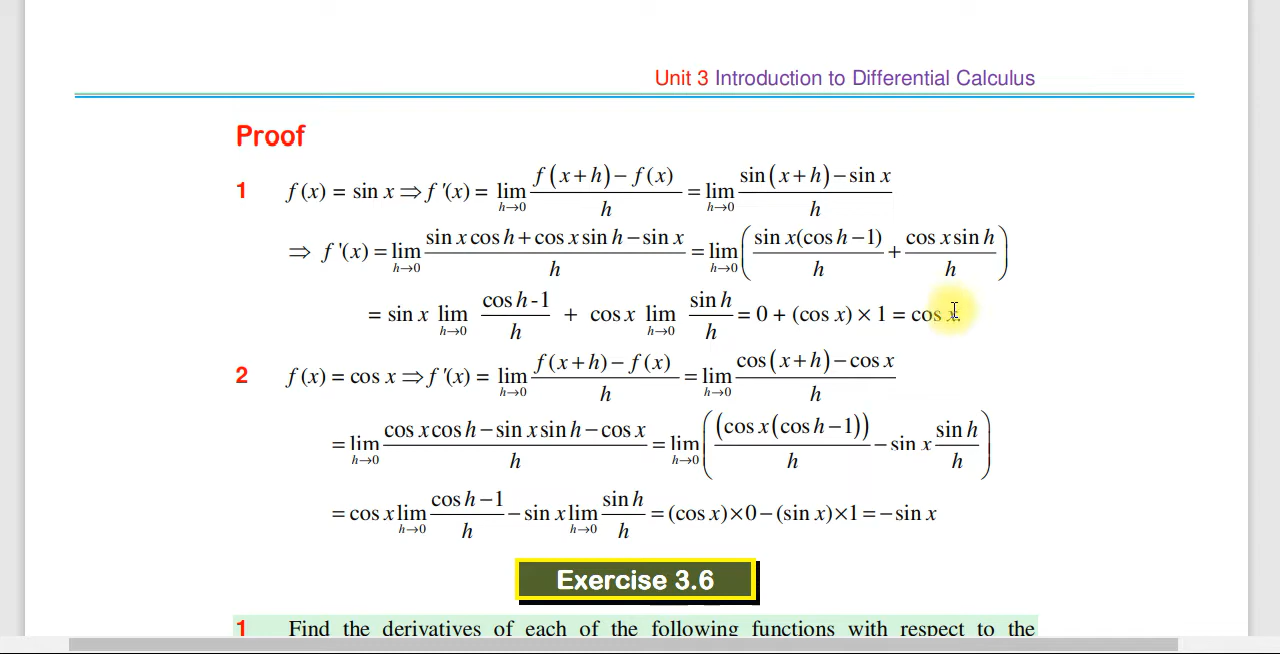 Unit 3 Introduction to Differential Calculus
Proof
1 f(x) = sin x ⇒ f '(x) = lim_{h→0} (f(x+h) − f(x))/h = lim_{h→0} (sin(x+h) − sin x)/h
⇒ f '(x) = lim_{h→0} (sin x cos h + cos x sin h − sin x)/h = lim_{h→0} ( sin x(cos h − 1)/h + cos x sin h/h )
= sin x lim_{h→0} (cos h - 1)/h + cos x lim_{h→0} sin h/h = 0 + (cos x) × 1 = cos x.
2 f(x) = cos x ⇒ f '(x) = lim_{h→0} (f(x+h) − f(x))/h = lim_{h→0} (cos(x+h) − cos x)/h
= lim_{h→0} (cos x cos h − sin x sin h − cos x)/h = lim_{h→0} ( (cos x(cos h − 1))/h − sin x sin h/h )
= cos x lim_{h→0} (cos h − 1)/h − sin x lim_{h→0} sin h/h = (cos x)×0 − (sin x)×1 = − sin x
Exercise 3.6
1 Find the derivatives of each of the following functions with respect to the